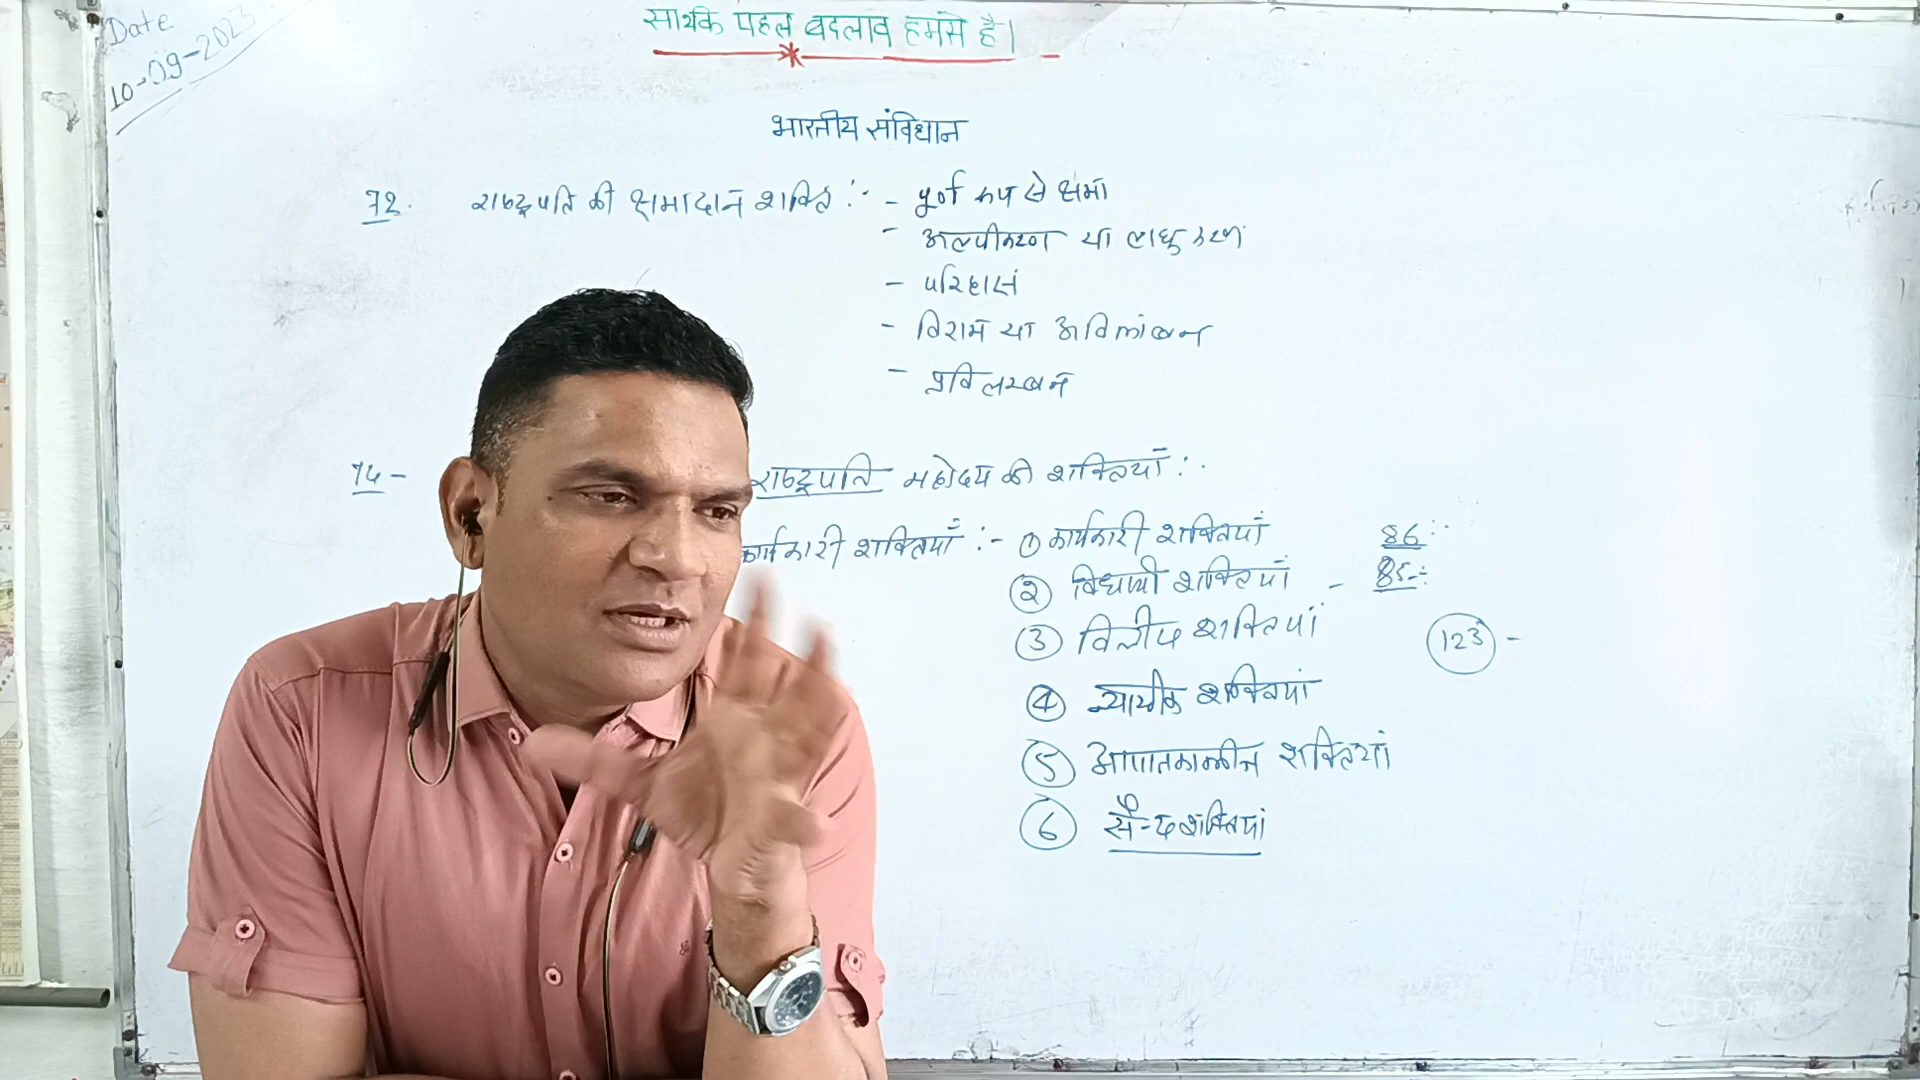 Date
10-09-2023
सार्थक पहल बदलाव हमसे है।
भारतीय संविधान
72. राष्ट्रपति की क्षमादान शक्ति :- - पूर्ण रूप से क्षमा
- अल्पीकरण या लघुकरण
- परिहास
- विराम या अविलंबन
- प्रविलम्बन
74 - राष्ट्रपति महोदय की शक्तियाँ :-
कार्यकारी शक्तियाँ :- ① कार्यकारी शक्तियाँ 86 :-
② विधायी शक्तियाँ - 85 :-
③ वित्तीय शक्तियां 123 -
④ न्यायीक शक्तियां
⑤ आपातकालीन शक्तियां
⑥ सैन्य शक्तियां